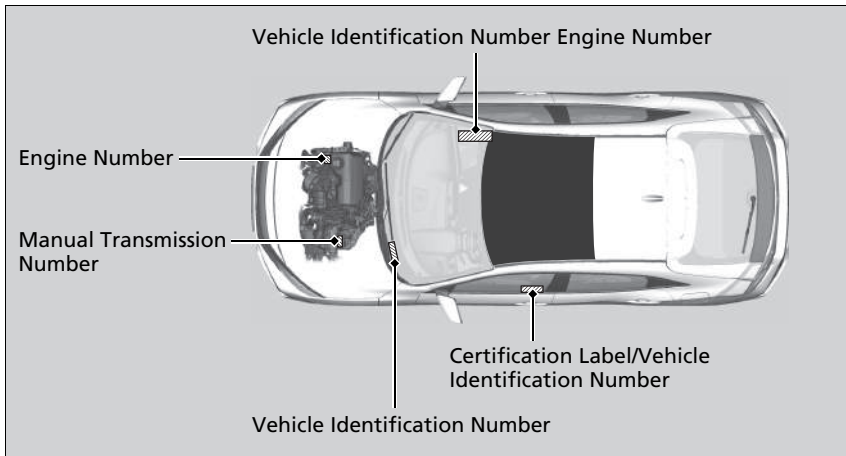 Vehicle Identification Number Engine Number
Engine Number
Manual Transmission
Number
Certification Label/Vehicle
Identification Number
Vehicle Identification Number